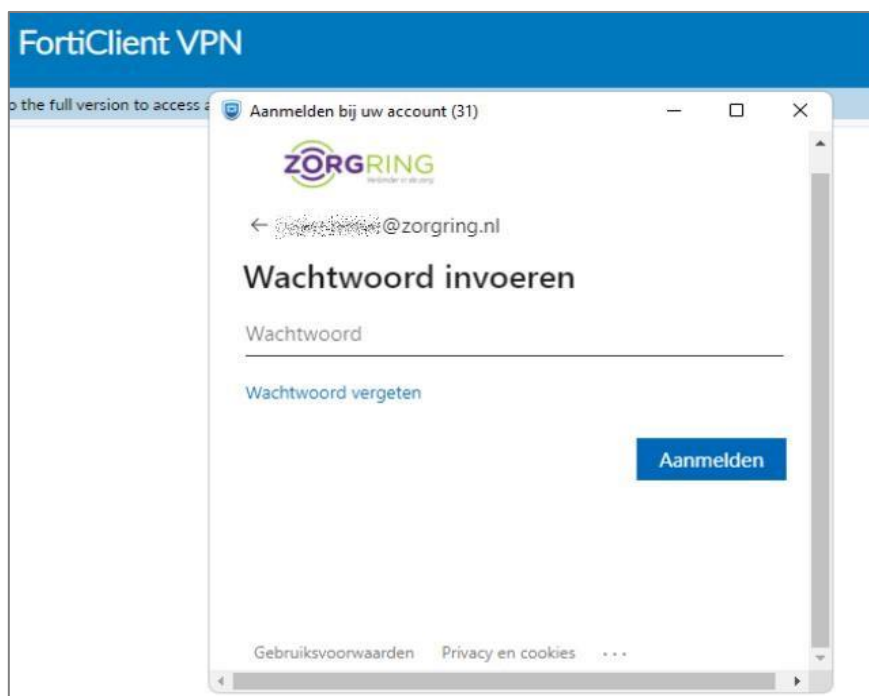 FortiClient VPN
o the full version to access a
Aanmelden bij uw account (31)
ZORGRING
← @zorgring.nl
Wachtwoord invoeren
Wachtwoord
Wachtwoord vergeten
Aanmelden
Gebruiksvoorwaarden Privacy en cookies ...